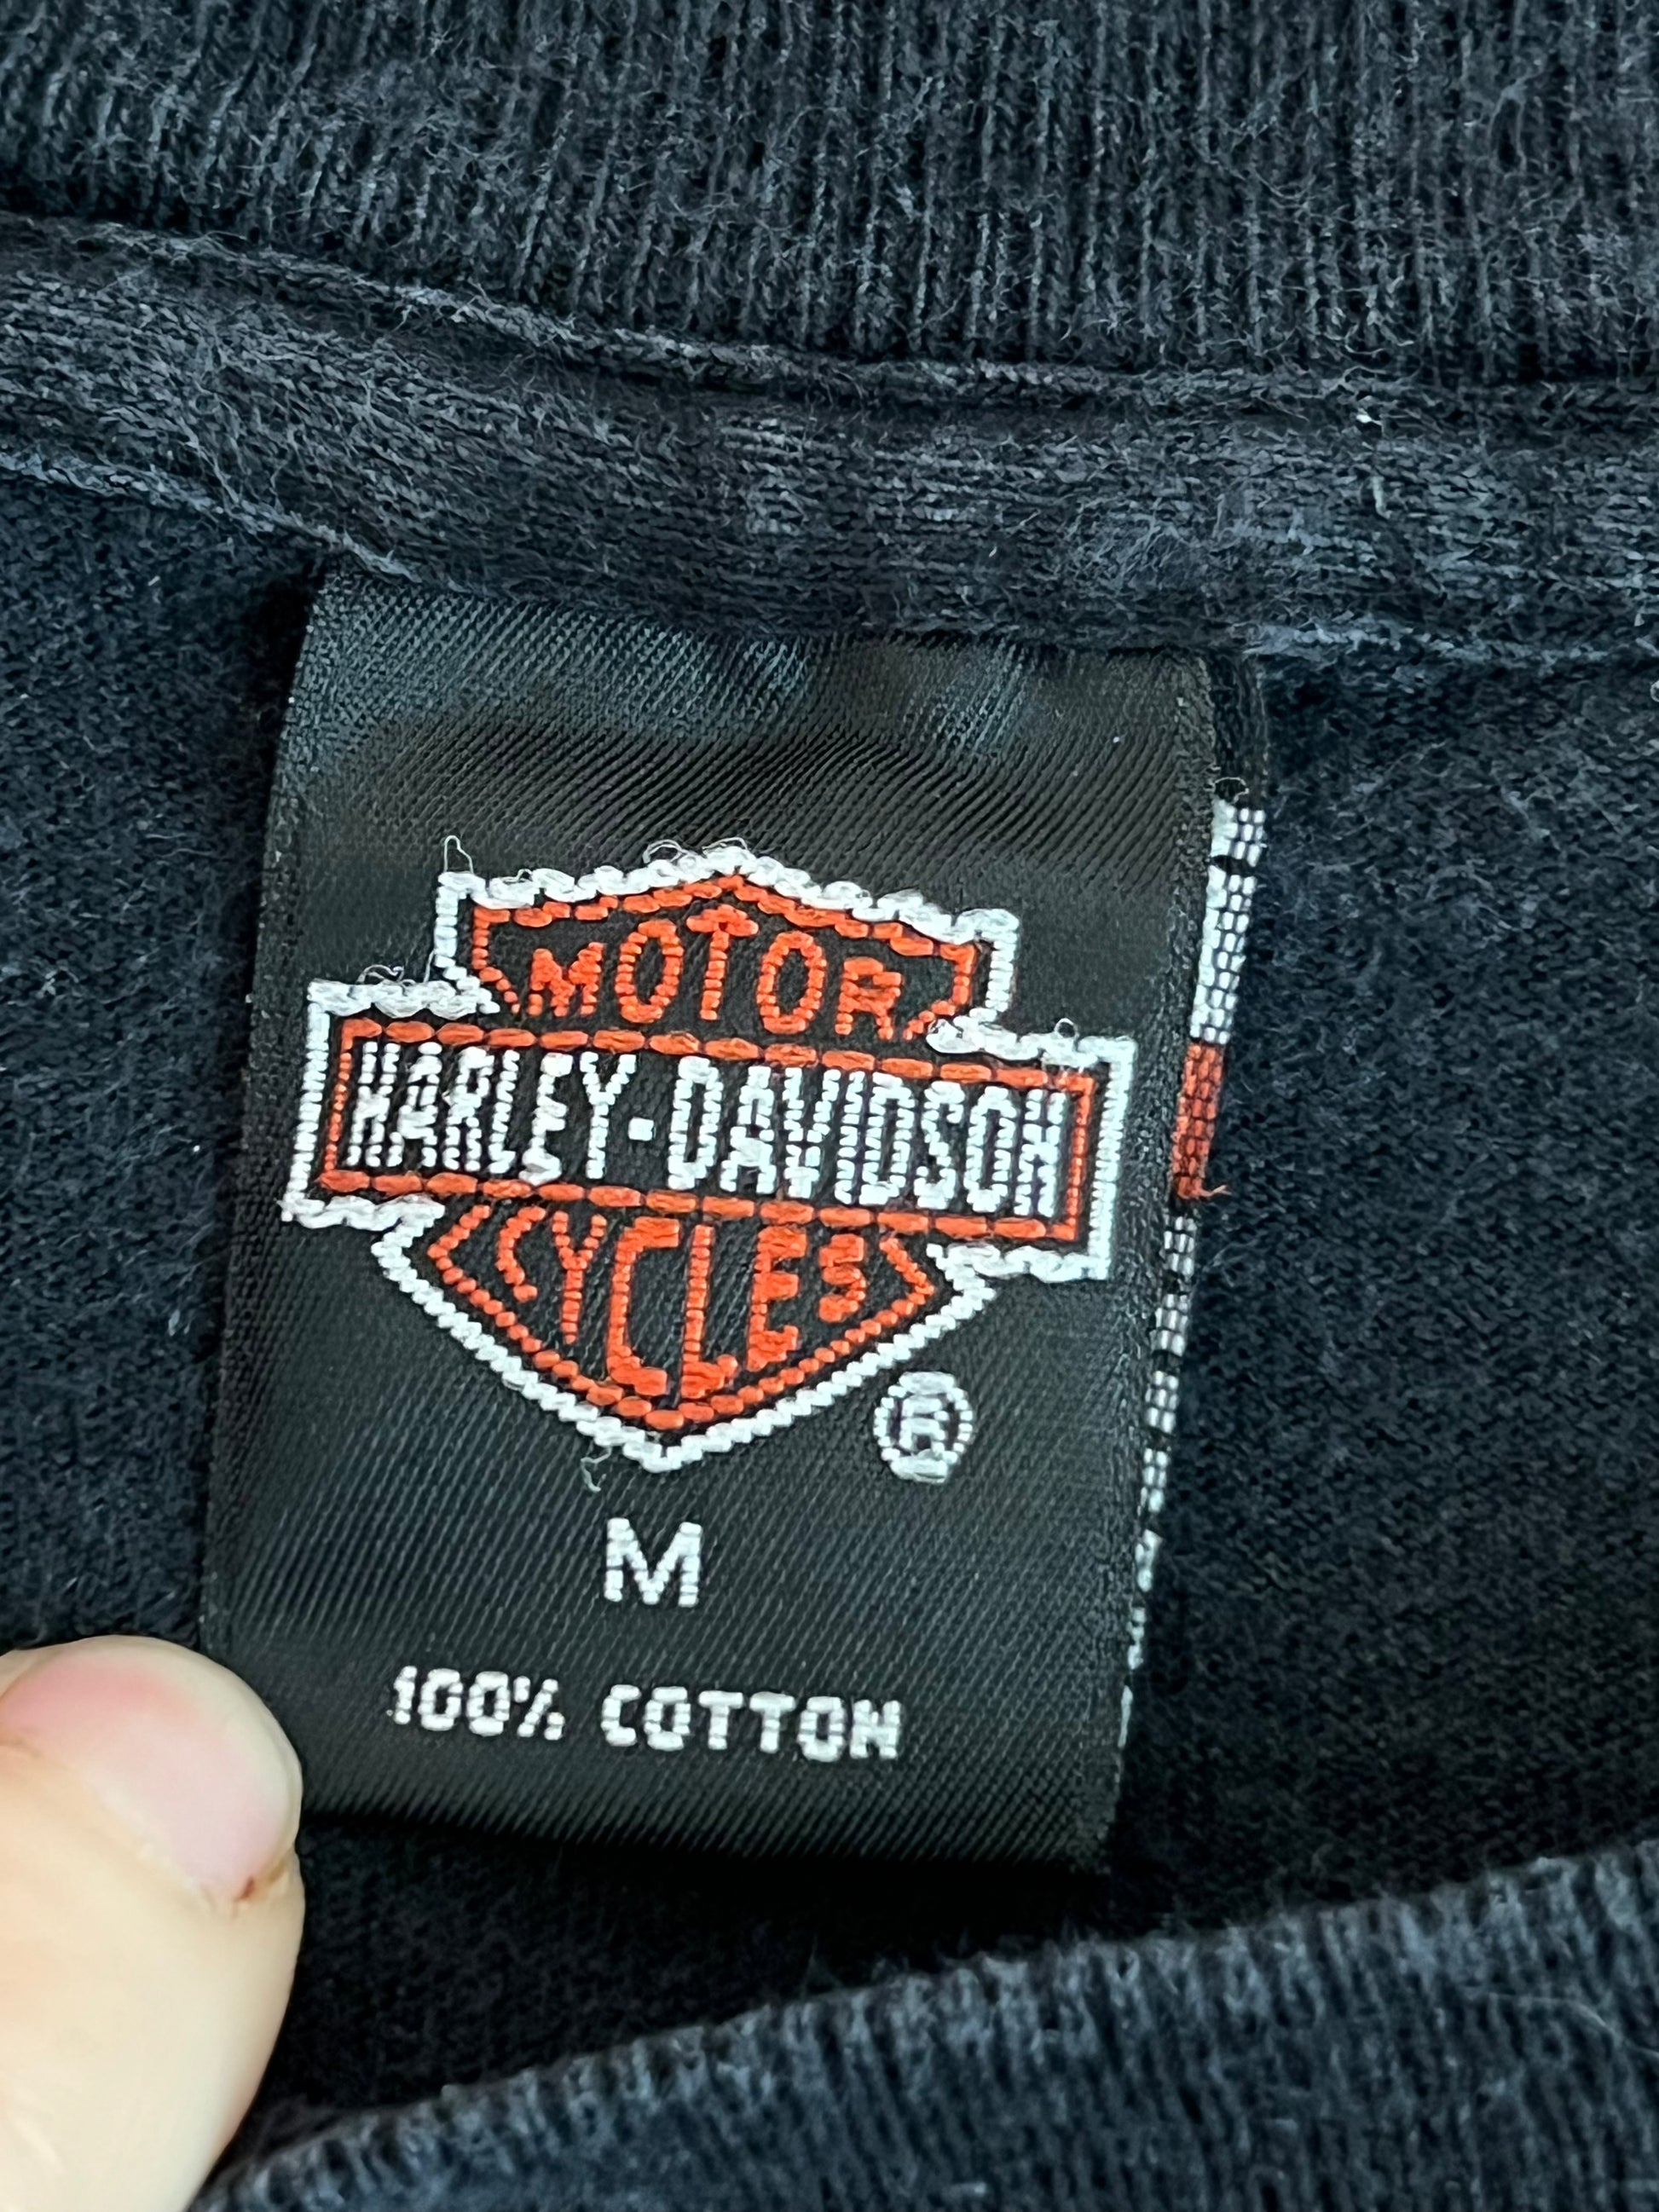 MOTOR
HARLEY-DAVIDSON
CYCLES
®
M
100% COTTON